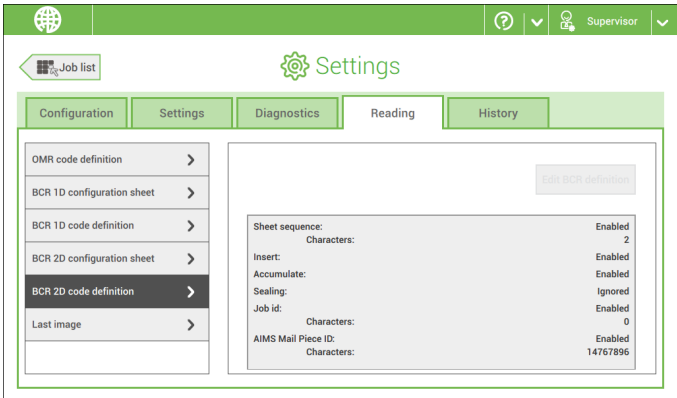 Supervisor
Job list
Settings
Configuration
Settings
Diagnostics
Reading
History
OMR code definition
BCR 1D configuration sheet
BCR 1D code definition
BCR 2D configuration sheet
BCR 2D code definition
Last image
Edit BCR definition
Sheet sequence: Enabled
Characters: 2
Insert: Enabled
Accumulate: Enabled
Sealing: Ignored
Job id: Enabled
Characters: 0
AIMS Mail Piece ID: Enabled
Characters: 14767896